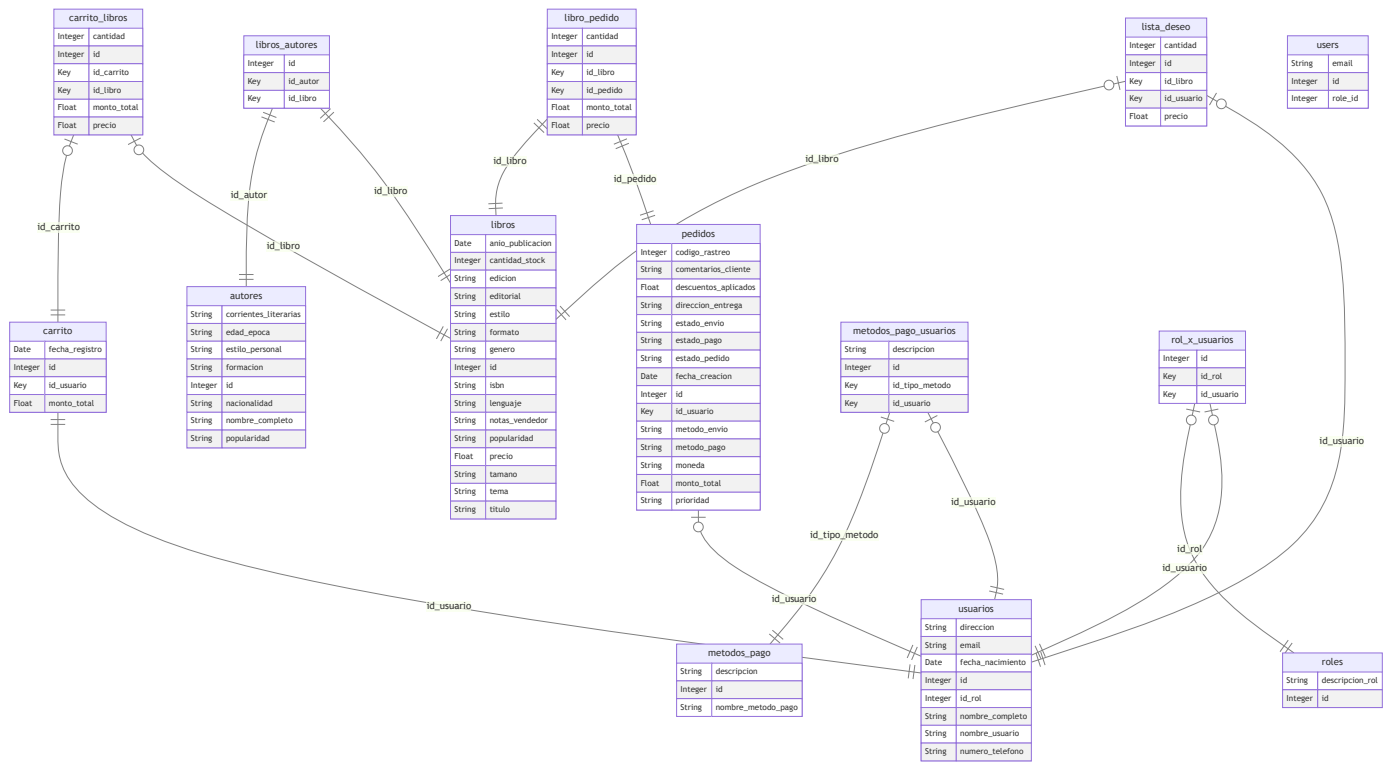 carrito_libros
Integer cantidad
Integer id
Key id_carrito
Key id_libro
Float monto_total
Float precio
libros_autores
Integer id
Key id_autor
Key id_libro
libro_pedido
Integer cantidad
Integer id
Key id_libro
Key id_pedido
Float monto_total
Float precio
lista_deseo
Integer cantidad
Integer id
Key id_libro
Key id_usuario
Float precio
users
String email
Integer id
Integer role_id
id_libro
id_libro
id_pedido
id_libro
id_autor
id_carrito
id_libro
libros
Date anio_publicacion
Integer cantidad_stock
String edicion
String editorial
String estilo
String formato
String genero
Integer id
String isbn
String lenguaje
String notas_vendedor
String popularidad
Float precio
String tamano
String tema
String titulo
pedidos
Integer codigo_rastreo
String comentarios_cliente
Float descuentos_aplicados
String direccion_entrega
String estado_envio
String estado_pago
String estado_pedido
Date fecha_creacion
Integer id
Key id_usuario
String metodo_envio
String metodo_pago
String moneda
Float monto_total
String prioridad
autores
String corrientes_literarias
String edad_epoca
String estilo_personal
String formacion
Integer id
String nacionalidad
String nombre_completo
String popularidad
carrito
Date fecha_registro
Integer id
Key id_usuario
Float monto_total
metodos_pago_usuarios
String descripcion
Integer id
Key id_tipo_metodo
Key id_usuario
rol_x_usuarios
Integer id
Key id_rol
Key id_usuario
id_usuario
id_usuario
id_tipo_metodo
id_rol
id_usuario
id_usuario
id_usuario
usuarios
String direccion
String email
Date fecha_nacimiento
Integer id
Integer id_rol
String nombre_completo
String nombre_usuario
String numero_telefono
metodos_pago
String descripcion
Integer id
String nombre_metodo_pago
roles
String descripcion_rol
Integer id